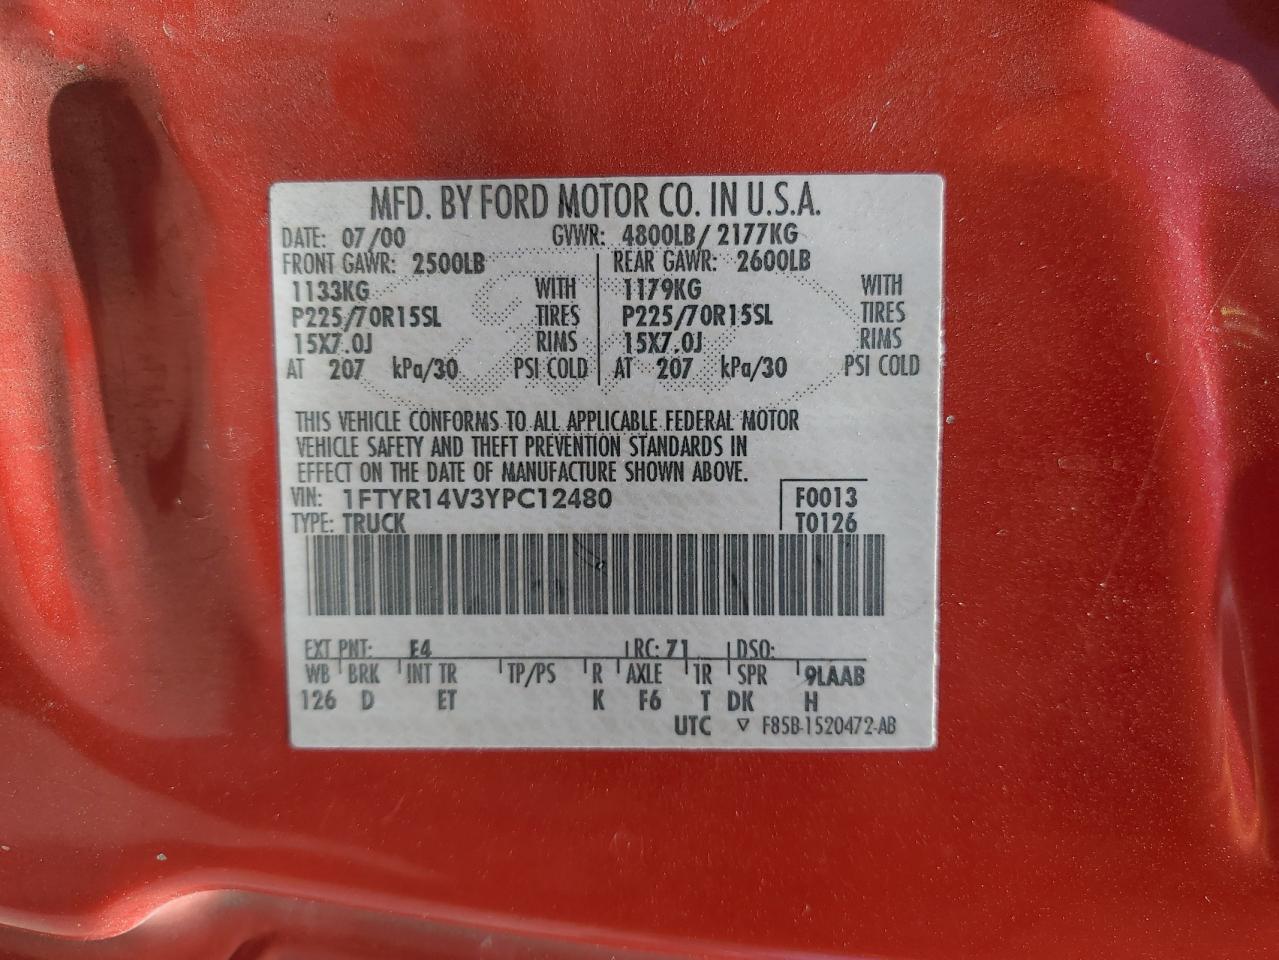 MFD. BY FORD MOTOR CO. IN U.S.A.
DATE: 07/00 GVWR: 4800LB/ 2177KG
FRONT GAWR: 2500LB REAR GAWR: 2600LB
1133KG WITH 1179KG WITH
P225/70R15SL TIRES P225/70R15SL TIRES
15X7.0J RIMS 15X7.0J RIMS
AT 207 kPa/30 PSI COLD AT 207 kPa/30 PSI COLD
THIS VEHICLE CONFORMS TO ALL APPLICABLE FEDERAL MOTOR
VEHICLE SAFETY AND THEFT PREVENTION STANDARDS IN
EFFECT ON THE DATE OF MANUFACTURE SHOWN ABOVE.
VIN: 1FTYR14V3YPC12480 F0013
TYPE: TRUCK T0126
EXT PNT: E4 RC: 71 DSO:
WB BRK INT TR TP/PS R AXLE TR SPR 9LAAB
126 D ET K F6 T DK H
UTC ▽ F85B-1520472-AB